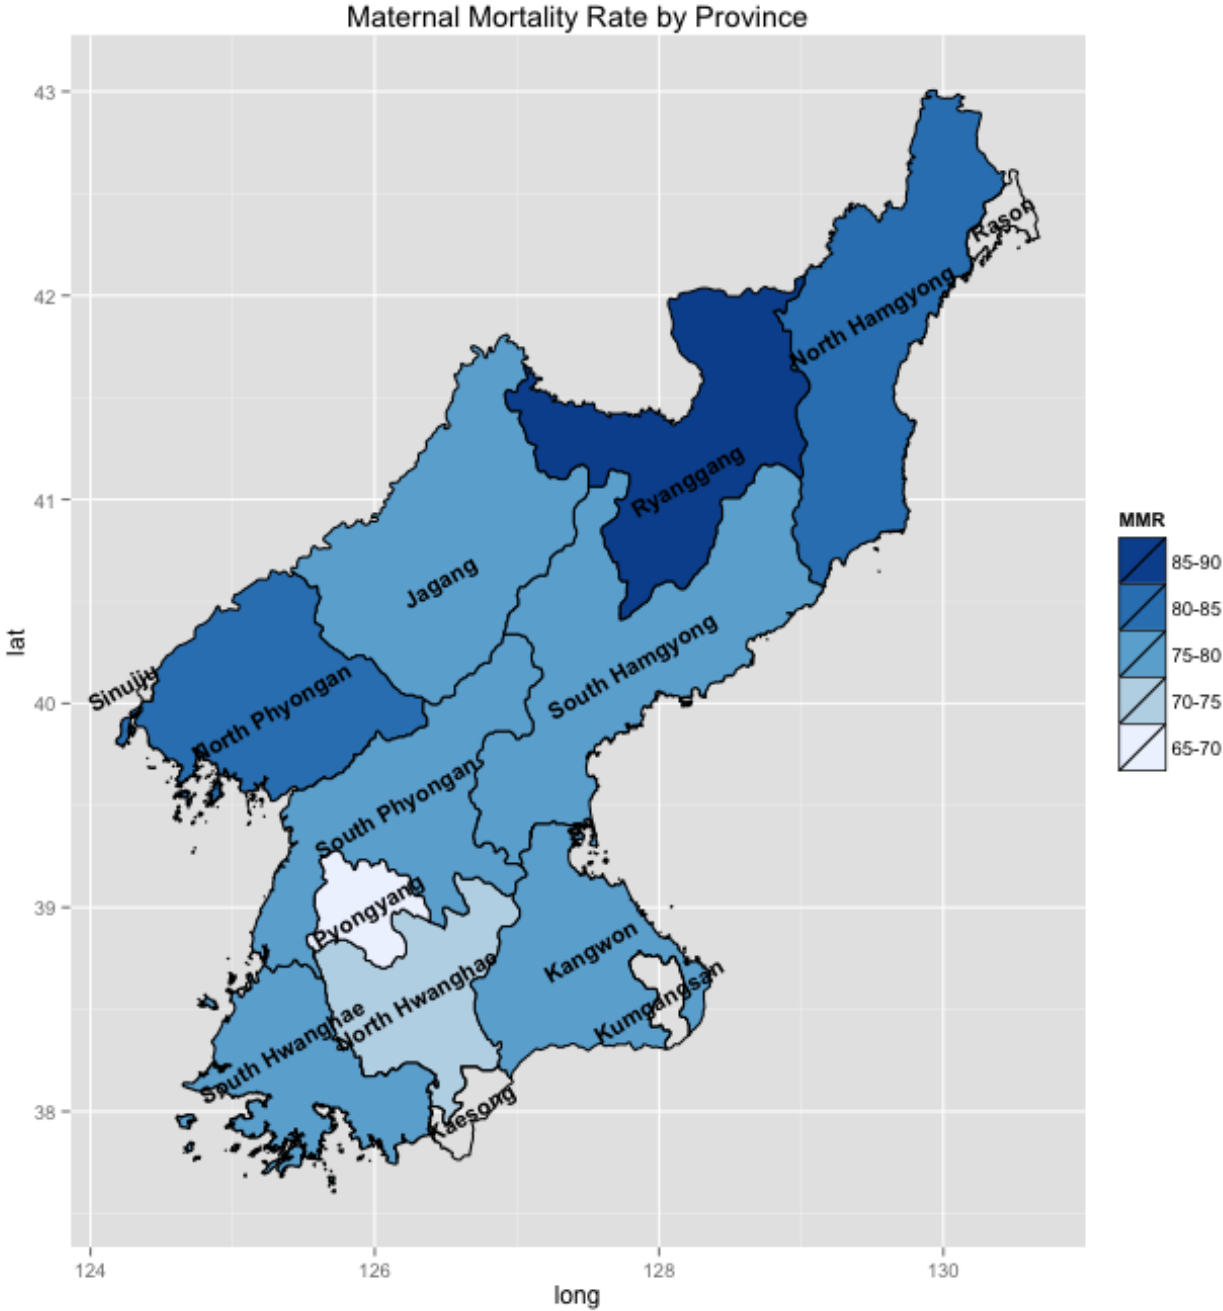 Maternal Mortality Rate by Province
43
42
41
40
39
38
lat
124
126
128
130
long
Rason
North Hamgyong
Ryanggang
Jagang
South Hamgyong
Sinuiju
North Phyongan
South Phyongan
Pyongyang
Kangwon
North Hwanghae
Kumgangsan
South Hwanghae
Kaesong
MMR
85-90
80-85
75-80
70-75
65-70